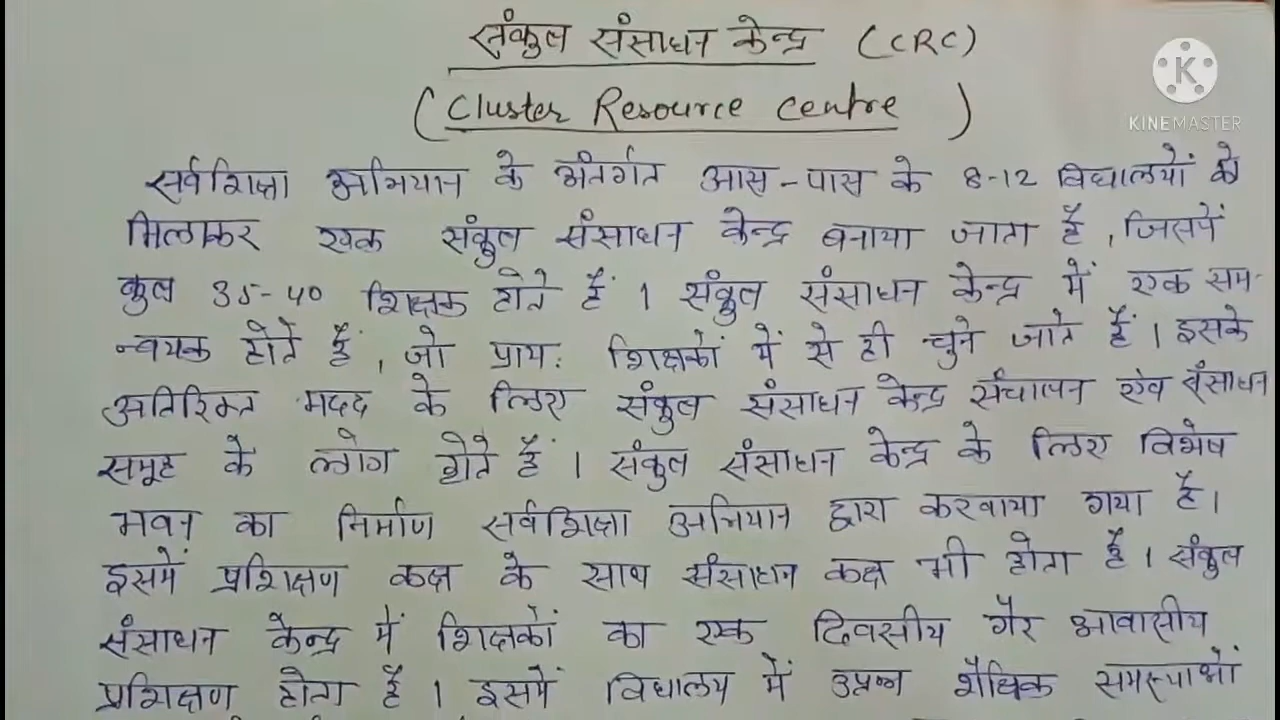 संकुल संसाधन केन्द्र (CRC)
(Cluster Resource Centre)
K
KINEMASTER
सर्वशिक्षा अभियान के अंतर्गत आस-पास के 8-12 विधालयों को
मिलाकर एक संकुल संसाधन केन्द्र बनाया जाता है, जिसमें
कुल 35-40 शिक्षक होते हैं । संकुल संसाधन केन्द्र में एक सम-
न्वयक होते हैं, जो प्राय: शिक्षकों में से ही चुने जाते हैं । इसके
अतिरिक्त मदद के लिए संकुल संसाधन केन्द्र संचालन एंव संसाधन
समूह के लोग होते हैं । संकुल संसाधन केन्द्र के लिए विशेष
भवन का निर्माण सर्वशिक्षा अभियान द्वारा करवाया गया है।
इसमें प्रशिक्षण कक्ष के साथ संसाधन कक्ष भी होता है । संकुल
संसाधन केन्द्र में शिक्षकों का एक दिवसीय गैर आवासीय
प्रशिक्षण होता है । इसमें विधालय में उत्पन्न शैक्षिक समस्याओं